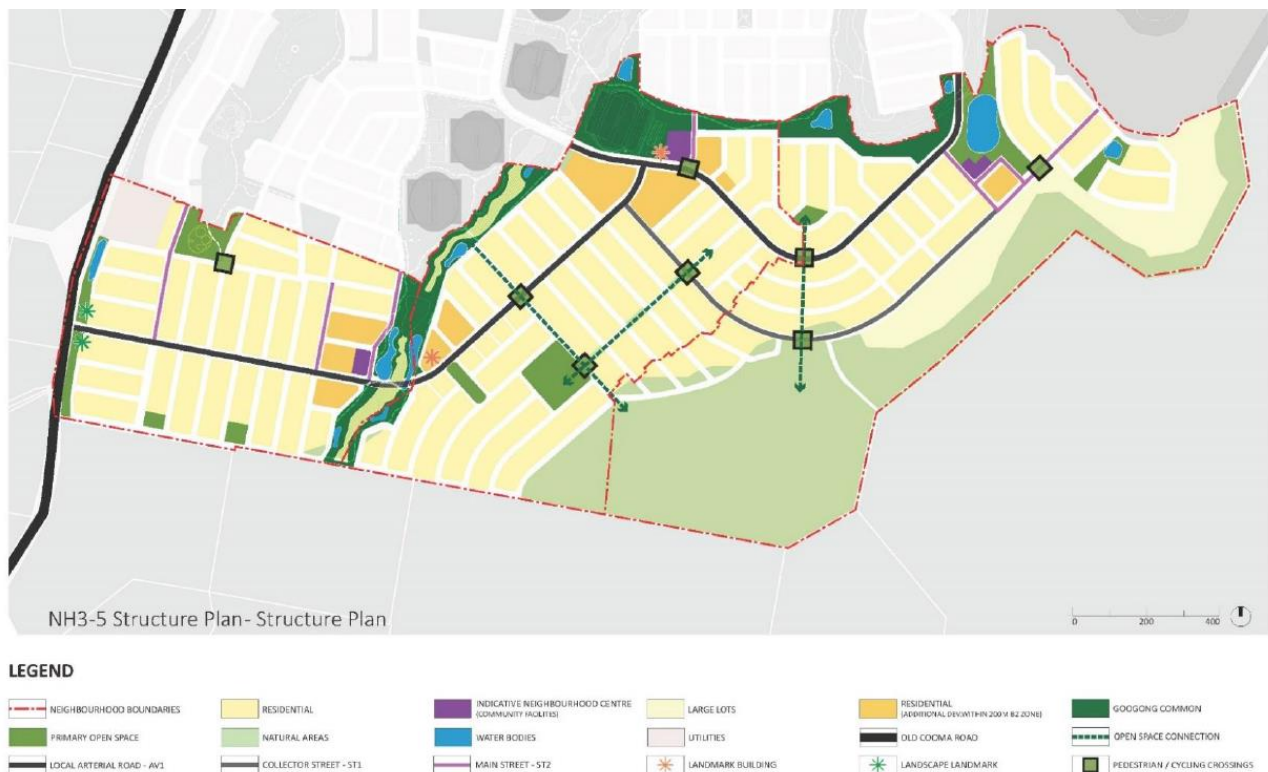 NH3-5 Structure Plan- Structure Plan
0 200 400
LEGEND
NEIGHBOURHOOD BOUNDARIES
RESIDENTIAL
INDICATIVE NEIGHBOURHOOD CENTRE
(COMMUNITY FACILITES)
LARGE LOTS
RESIDENTIAL
(ADDITIONAL DEV.WITHIN 200M B2 ZONE)
GOOGONG COMMON
PRIMARY OPEN SPACE
NATURAL AREAS
WATER BODIES
UTILITIES
OLD COOMA ROAD
OPEN SPACE CONNECTION
LOCAL ARTERIAL ROAD - AV1
COLLECTOR STREET - ST1
MAIN STREET - ST2
LANDMARK BUILDING
LANDSCAPE LANDMARK
PEDESTRIAN / CYCLING CROSSINGS